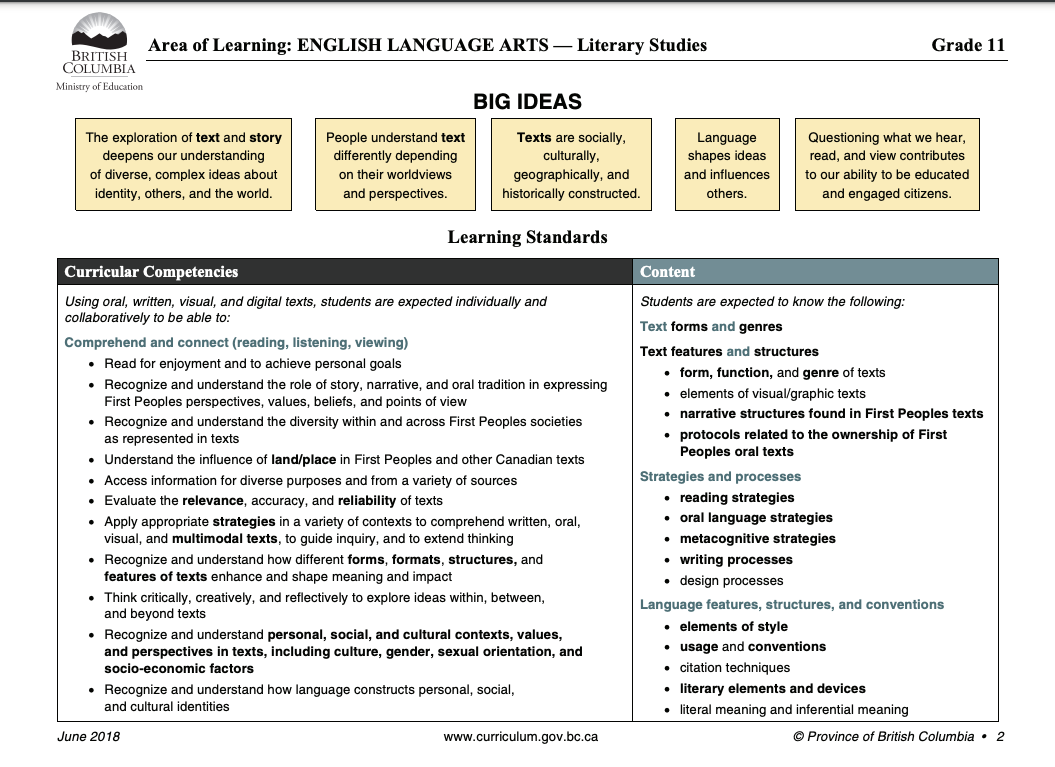 BRITISH
COLUMBIA
Ministry of Education
Area of Learning: ENGLISH LANGUAGE ARTS — Literary Studies
Grade 11
BIG IDEAS
The exploration of text and story
deepens our understanding
of diverse, complex ideas about
identity, others, and the world.
People understand text
differently depending
on their worldviews
and perspectives.
Texts are socially,
culturally,
geographically, and
historically constructed.
Language
shapes ideas
and influences
others.
Questioning what we hear,
read, and view contributes
to our ability to be educated
and engaged citizens.
Learning Standards
Curricular Competencies
Using oral, written, visual, and digital texts, students are expected individually and
collaboratively to be able to:
Comprehend and connect (reading, listening, viewing)
• Read for enjoyment and to achieve personal goals
• Recognize and understand the role of story, narrative, and oral tradition in expressing
First Peoples perspectives, values, beliefs, and points of view
• Recognize and understand the diversity within and across First Peoples societies
as represented in texts
• Understand the influence of land/place in First Peoples and other Canadian texts
• Access information for diverse purposes and from a variety of sources
• Evaluate the relevance, accuracy, and reliability of texts
• Apply appropriate strategies in a variety of contexts to comprehend written, oral,
visual, and multimodal texts, to guide inquiry, and to extend thinking
• Recognize and understand how different forms, formats, structures, and
features of texts enhance and shape meaning and impact
• Think critically, creatively, and reflectively to explore ideas within, between,
and beyond texts
• Recognize and understand personal, social, and cultural contexts, values,
and perspectives in texts, including culture, gender, sexual orientation, and
socio-economic factors
• Recognize and understand how language constructs personal, social,
and cultural identities
Content
Students are expected to know the following:
Text forms and genres
Text features and structures
• form, function, and genre of texts
• elements of visual/graphic texts
• narrative structures found in First Peoples texts
• protocols related to the ownership of First
Peoples oral texts
Strategies and processes
• reading strategies
• oral language strategies
• metacognitive strategies
• writing processes
• design processes
Language features, structures, and conventions
• elements of style
• usage and conventions
• citation techniques
• literary elements and devices
• literal meaning and inferential meaning
June 2018
www.curriculum.gov.bc.ca
© Province of British Columbia • 2